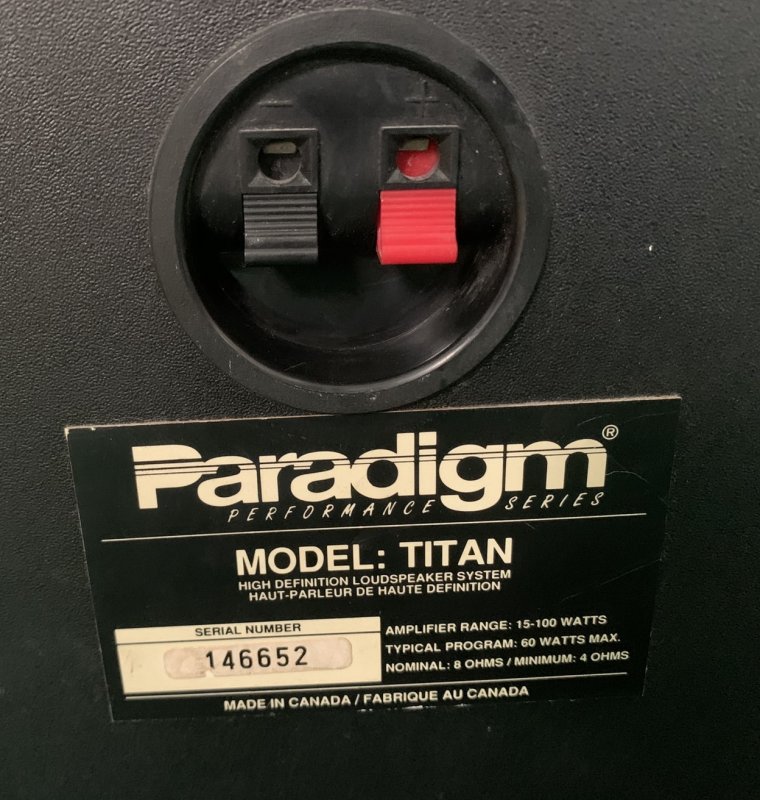 - +
Paradigm®
PERFORMANCE SERIES
MODEL: TITAN
HIGH DEFINITION LOUDSPEAKER SYSTEM
HAUT-PARLEUR DE HAUTE DEFINITION
SERIAL NUMBER
146652
AMPLIFIER RANGE: 15-100 WATTS
TYPICAL PROGRAM: 60 WATTS MAX.
NOMINAL: 8 OHMS / MINIMUM: 4 OHMS
MADE IN CANADA / FABRIQUE AU CANADA